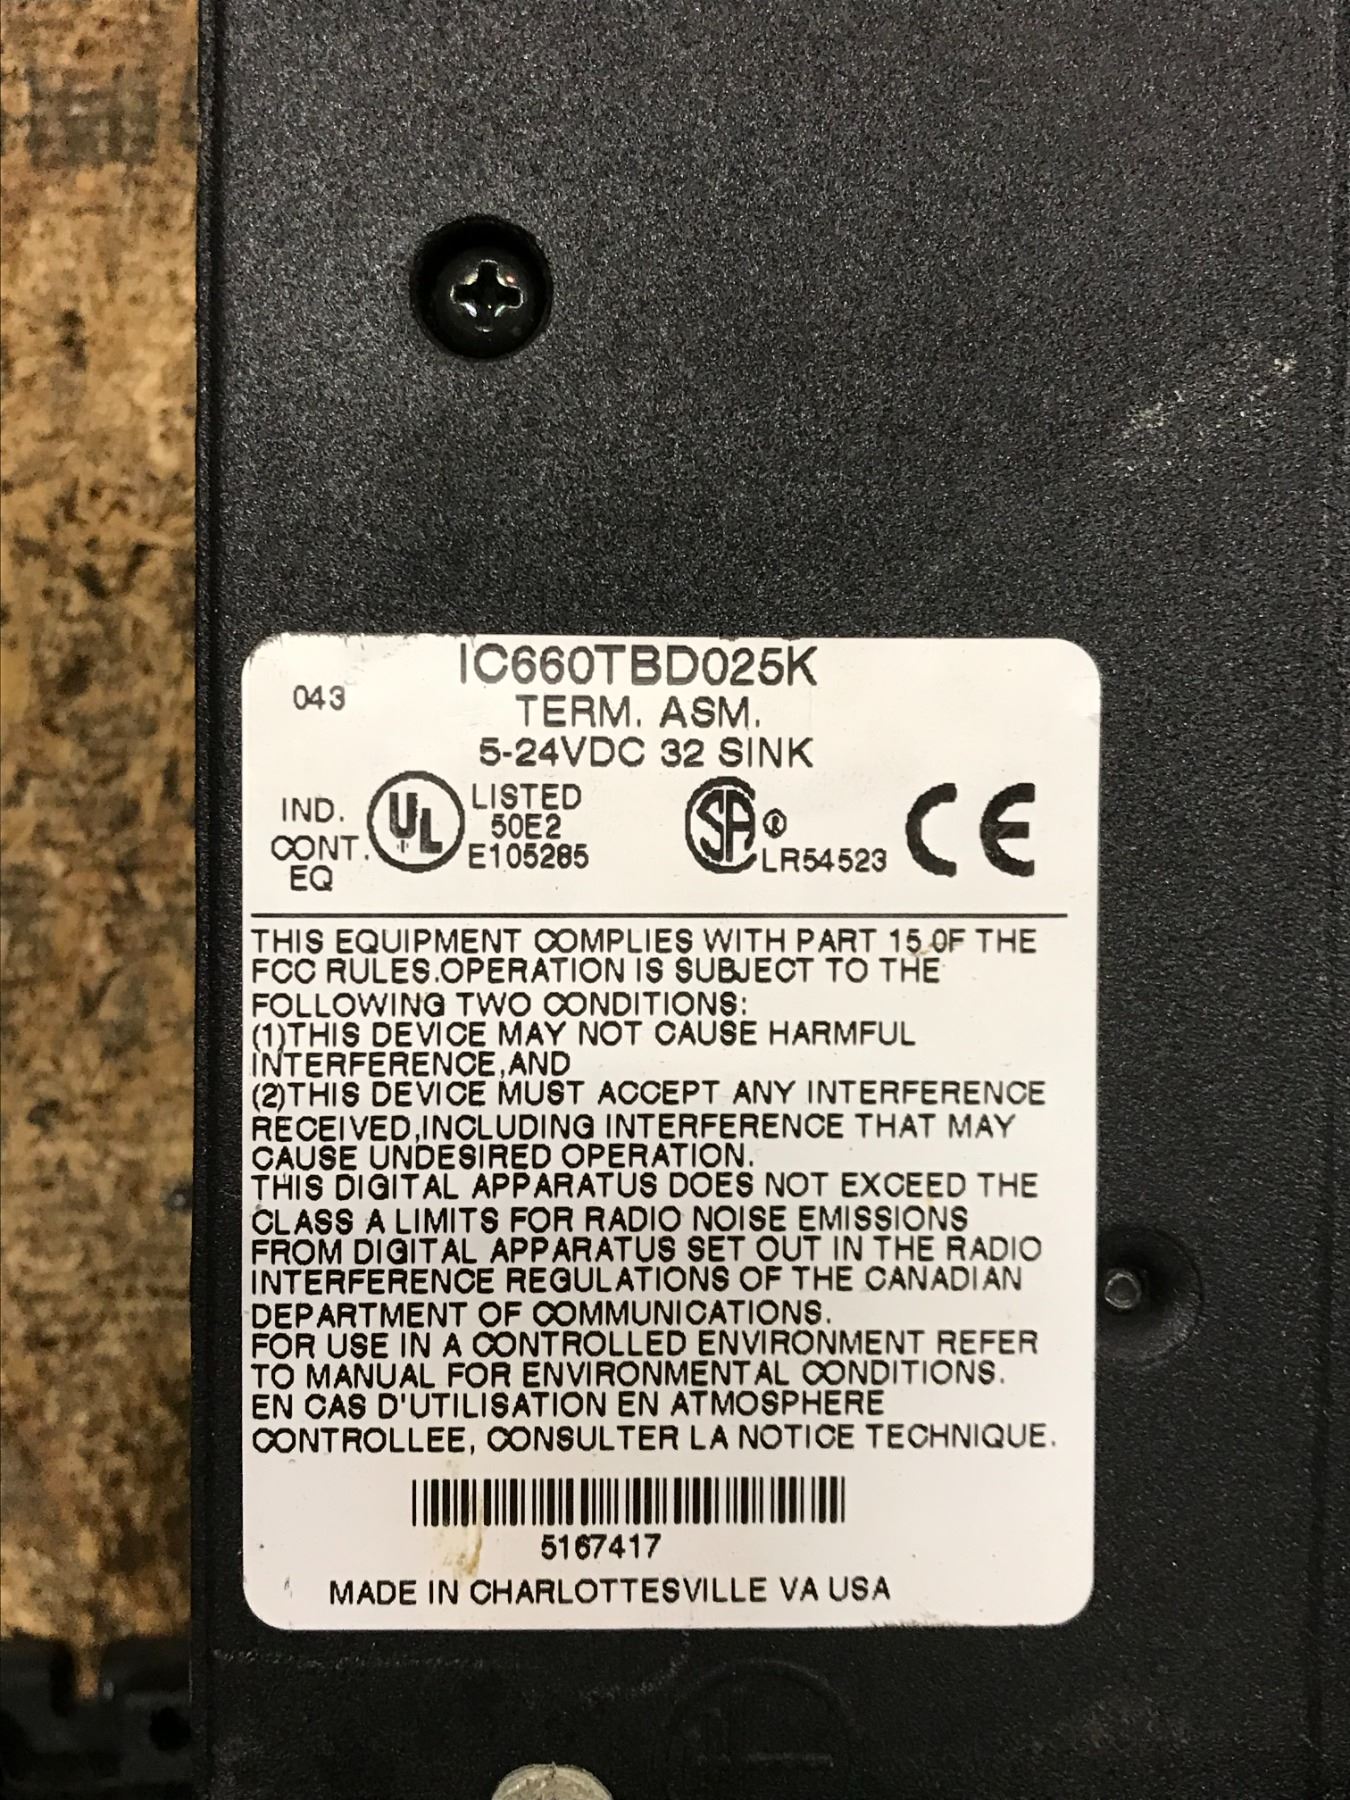 IC660TBD025K
043
TERM. ASM.
5-24VDC 32 SINK
IND.
CONT.
EQ
UL
LISTED
50E2
E105285
SA ®
LR54523
CE
THIS EQUIPMENT COMPLIES WITH PART 15 OF THE
FCC RULES.OPERATION IS SUBJECT TO THE
FOLLOWING TWO CONDITIONS:
(1)THIS DEVICE MAY NOT CAUSE HARMFUL
INTERFERENCE,AND
(2)THIS DEVICE MUST ACCEPT ANY INTERFERENCE
RECEIVED,INCLUDING INTERFERENCE THAT MAY
CAUSE UNDESIRED OPERATION.
THIS DIGITAL APPARATUS DOES NOT EXCEED THE
CLASS A LIMITS FOR RADIO NOISE EMISSIONS
FROM DIGITAL APPARATUS SET OUT IN THE RADIO
INTERFERENCE REGULATIONS OF THE CANADIAN
DEPARTMENT OF COMMUNICATIONS.
FOR USE IN A CONTROLLED ENVIRONMENT REFER
TO MANUAL FOR ENVIRONMENTAL CONDITIONS.
EN CAS D'UTILISATION EN ATMOSPHERE
CONTROLLEE, CONSULTER LA NOTICE TECHNIQUE.
5167417
MADE IN CHARLOTTESVILLE VA USA